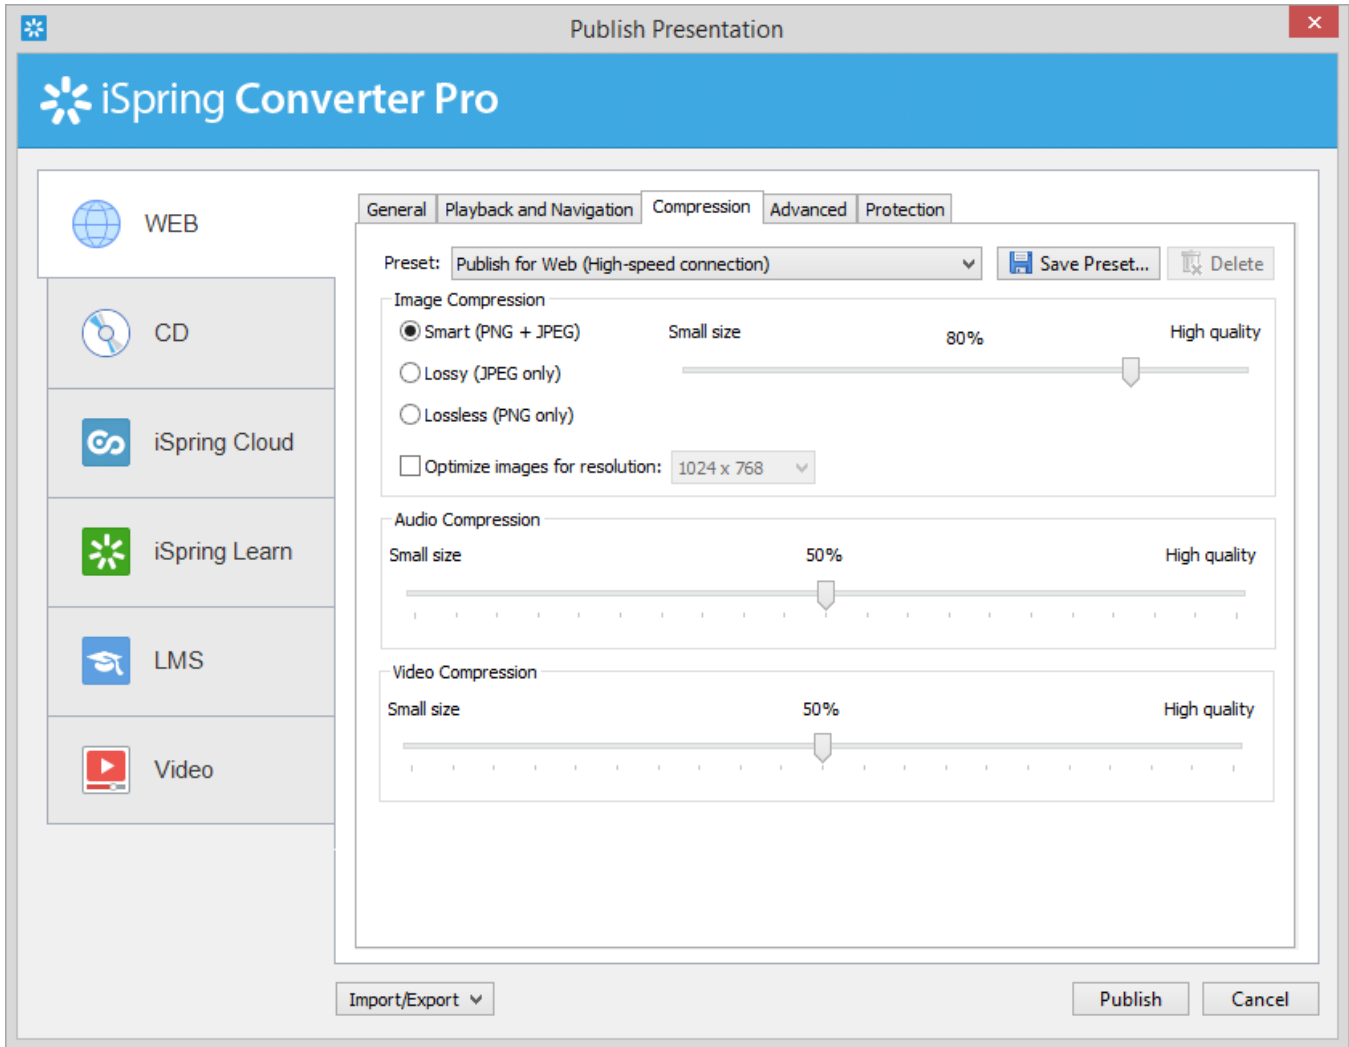 Publish Presentation
iSpring Converter Pro
WEB
CD
iSpring Cloud
iSpring Learn
LMS
Video
General Playback and Navigation Compression Advanced Protection
Preset: Publish for Web (High-speed connection) Save Preset... Delete
Image Compression
Smart (PNG + JPEG) Small size 80% High quality
Lossy (JPEG only)
Lossless (PNG only)
Optimize images for resolution: 1024 x 768
Audio Compression
Small size 50% High quality
Video Compression
Small size 50% High quality
Import/Export Publish Cancel